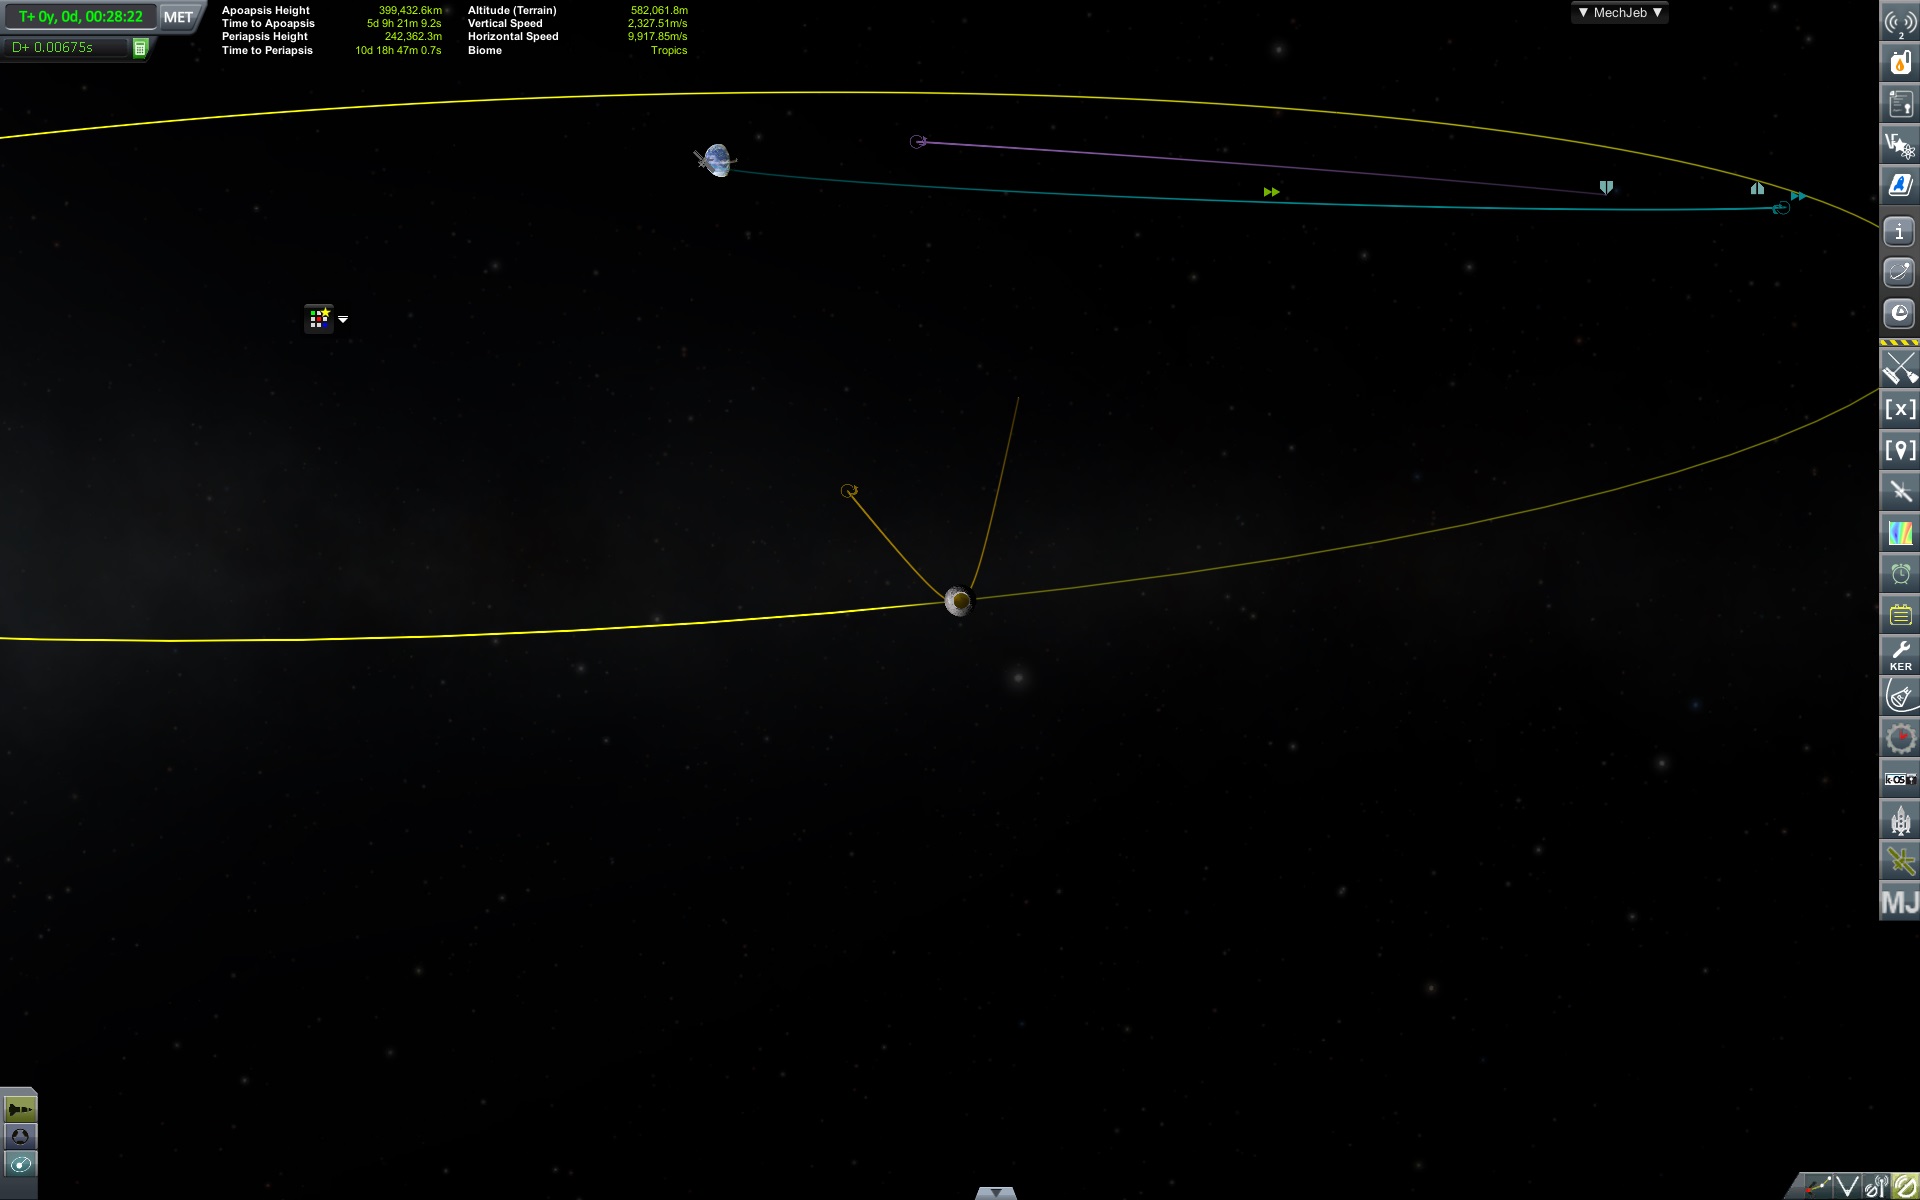 T+ 0y, 0d, 00:28:22 MET
D+ 0.00675s
Apoapsis Height 399,432.6km
Time to Apoapsis 5d 9h 21m 9.2s
Periapsis Height 242,362.3m
Time to Periapsis 10d 18h 47m 0.7s
Altitude (Terrain) 582,061.8m
Vertical Speed 2,327.51m/s
Horizontal Speed 9,917.85m/s
Biome Tropics
▼ MechJeb ▼
2
i
[x]
KER
kOS
MJ